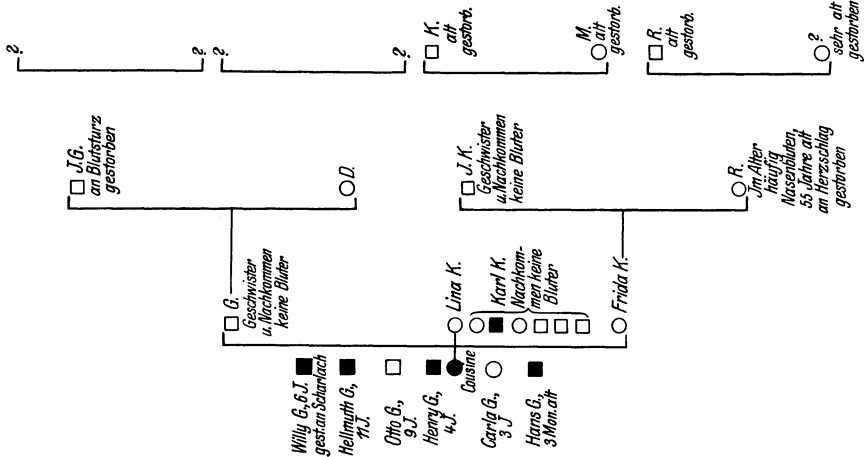 ?
?
?
?
K.
alt
gestorb.
M.
alt
gestorb.
R.
alt
gestorb.
?
sehr alt
gestorben
J.G.
an Blutsturz
gestorben
D.
J. K.
Geschwister
u. Nachkommen
keine Bluter
R.
Jm Alter
häufig
Nasenbluten,
55 Jahre alt
an Herzschlag
gestorben
G.
Geschwister
u. Nachkommen
keine Bluter
Lina K.
Karl K.
Nachkom-
men keine
Bluter
Frida K.
Willy G., 6 J.
gest. an Scharlach
Hellmuth G.,
11 J.
Otto G.,
9 J.
Henry G.,
4 J.
Cousine
Carla G.,
3 J
Hans G.,
3 Mon. alt